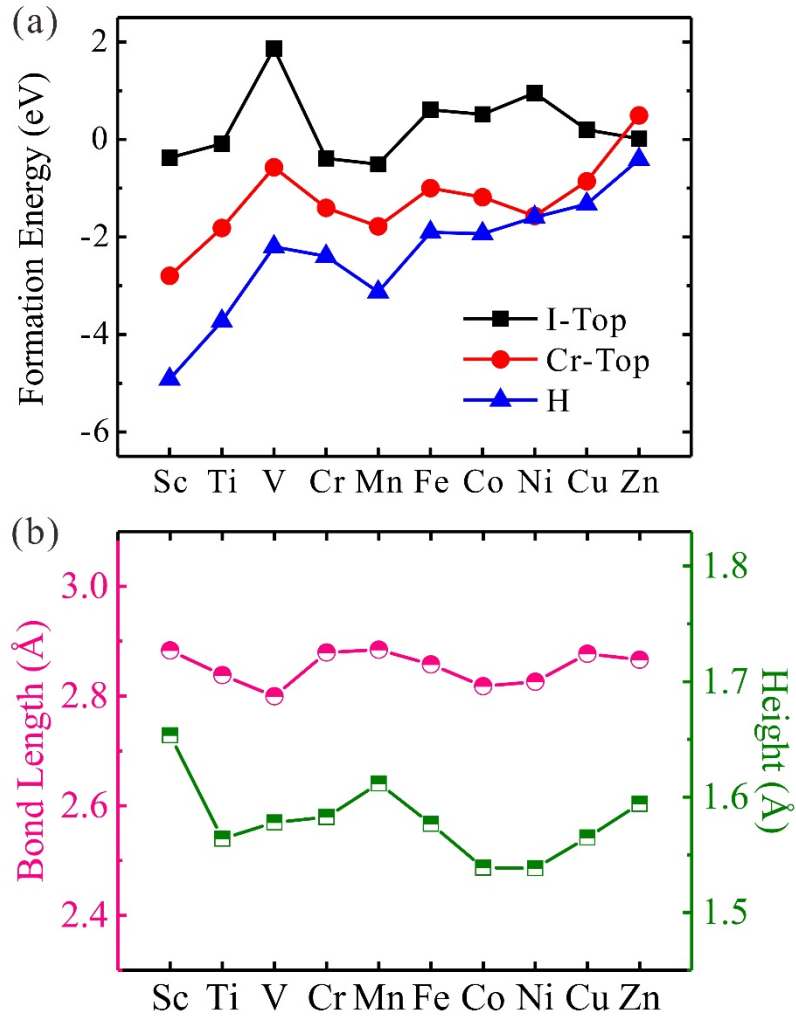 (a)
Formation Energy (eV)
2
0
-2
-4
-6
I-Top
Cr-Top
H
Sc Ti V Cr Mn Fe Co Ni Cu Zn
(b)
Bond Length (Å)
3.0
2.8
2.6
2.4
1.8
1.7
1.6
1.5
Height (Å)
Sc Ti V Cr Mn Fe Co Ni Cu Zn